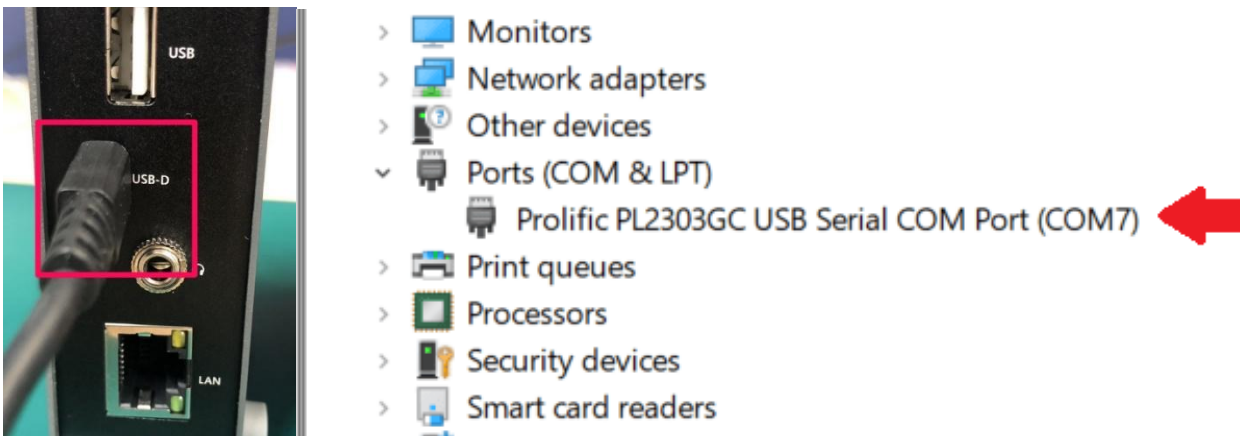 USB
USB-D
LAN
Monitors
Network adapters
Other devices
Ports (COM & LPT)
Prolific PL2303GC USB Serial COM Port (COM7)
Print queues
Processors
Security devices
Smart card readers